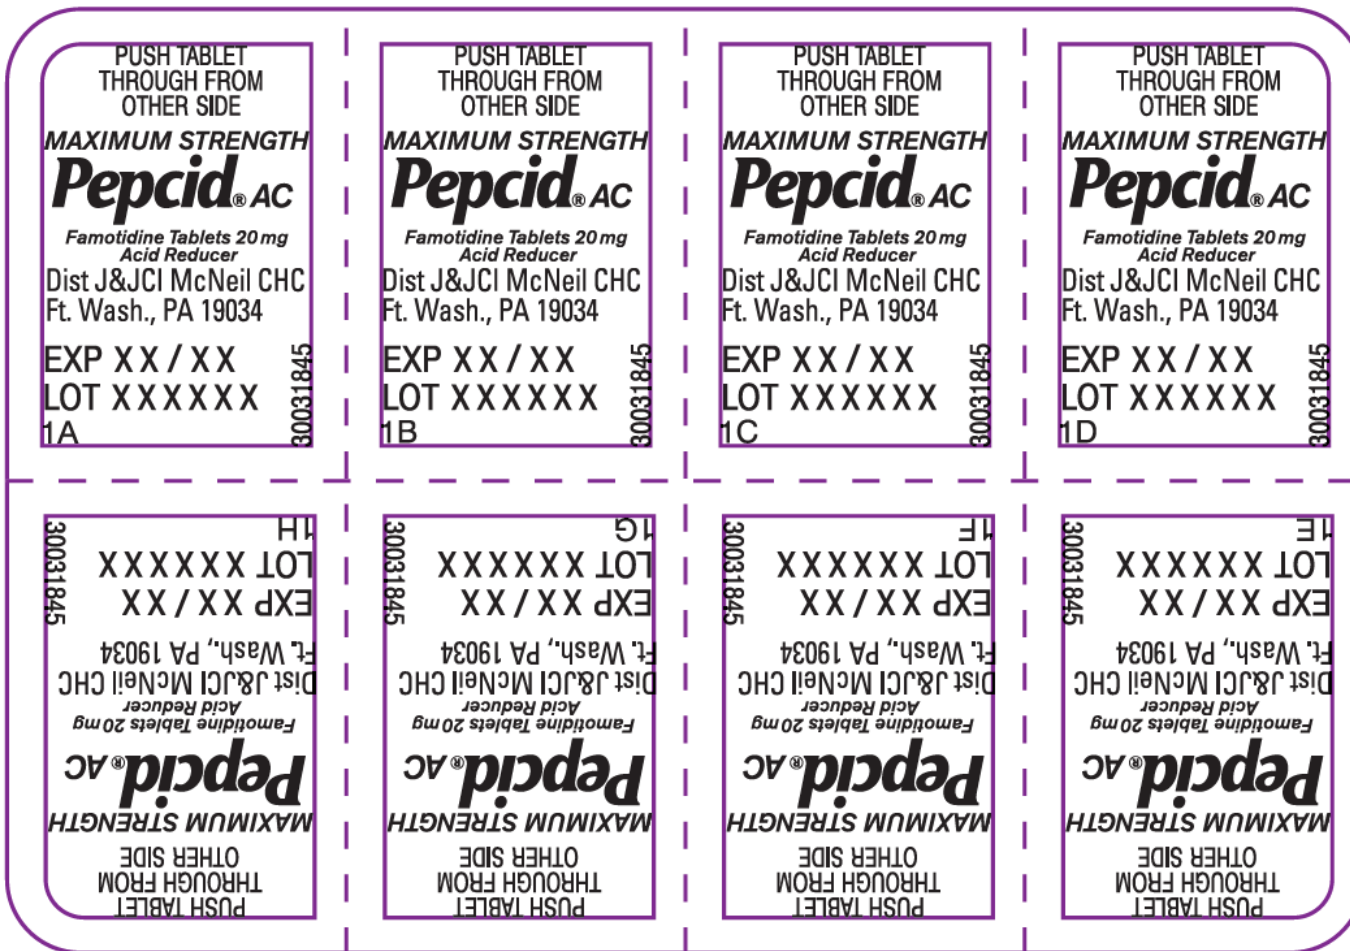 PUSH TABLET
THROUGH FROM
OTHER SIDE
MAXIMUM STRENGTH
Pepcid® AC
Famotidine Tablets 20 mg
Acid Reducer
Dist J&JCI McNeil CHC
Ft. Wash., PA 19034
EXP XX/XX
LOT XXXXXX
1A
30031845
PUSH TABLET
THROUGH FROM
OTHER SIDE
MAXIMUM STRENGTH
Pepcid® AC
Famotidine Tablets 20 mg
Acid Reducer
Dist J&JCI McNeil CHC
Ft. Wash., PA 19034
EXP XX/XX
LOT XXXXXX
1B
30031845
PUSH TABLET
THROUGH FROM
OTHER SIDE
MAXIMUM STRENGTH
Pepcid® AC
Famotidine Tablets 20 mg
Acid Reducer
Dist J&JCI McNeil CHC
Ft. Wash., PA 19034
EXP XX/XX
LOT XXXXXX
1C
30031845
PUSH TABLET
THROUGH FROM
OTHER SIDE
MAXIMUM STRENGTH
Pepcid® AC
Famotidine Tablets 20 mg
Acid Reducer
Dist J&JCI McNeil CHC
Ft. Wash., PA 19034
EXP XX/XX
LOT XXXXXX
1D
30031845
PUSH TABLET
THROUGH FROM
OTHER SIDE
MAXIMUM STRENGTH
Pepcid® AC
Famotidine Tablets 20 mg
Acid Reducer
Dist J&JCI McNeil CHC
Ft. Wash., PA 19034
EXP XX/XX
LOT XXXXXX
1H
30031845
PUSH TABLET
THROUGH FROM
OTHER SIDE
MAXIMUM STRENGTH
Pepcid® AC
Famotidine Tablets 20 mg
Acid Reducer
Dist J&JCI McNeil CHC
Ft. Wash., PA 19034
EXP XX/XX
LOT XXXXXX
1G
30031845
PUSH TABLET
THROUGH FROM
OTHER SIDE
MAXIMUM STRENGTH
Pepcid® AC
Famotidine Tablets 20 mg
Acid Reducer
Dist J&JCI McNeil CHC
Ft. Wash., PA 19034
EXP XX/XX
LOT XXXXXX
1F
30031845
PUSH TABLET
THROUGH FROM
OTHER SIDE
MAXIMUM STRENGTH
Pepcid® AC
Famotidine Tablets 20 mg
Acid Reducer
Dist J&JCI McNeil CHC
Ft. Wash., PA 19034
EXP XX/XX
LOT XXXXXX
1E
30031845